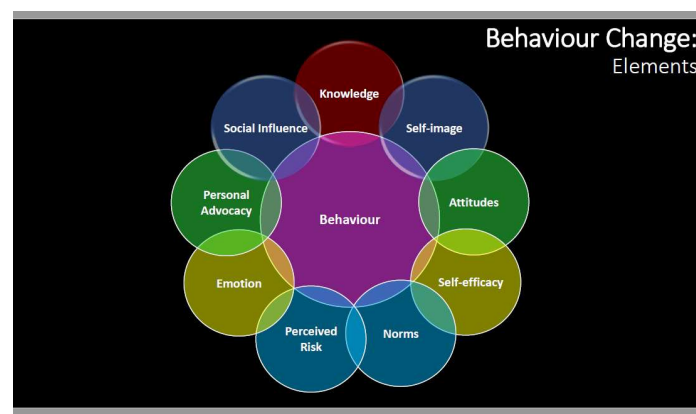 Behaviour Change:
Elements
Knowledge
Social Influence
Self-image
Personal
Advocacy
Behaviour
Attitudes
Emotion
Self-efficacy
Perceived
Risk
Norms